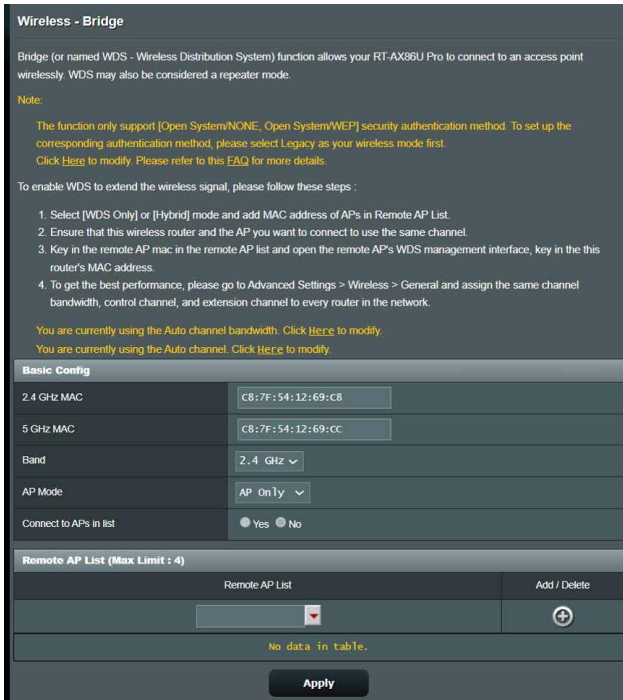 Wireless - Bridge
Bridge (or named WDS - Wireless Distribution System) function allows your RT-AX86U Pro to connect to an access point
wirelessly. WDS may also be considered a repeater mode.
Note:
The function only support [Open System/NONE, Open System/WEP] security authentication method. To set up the
corresponding authentication method, please select Legacy as your wireless mode first.
Click Here to modify. Please refer to this FAQ for more details.
To enable WDS to extend the wireless signal, please follow these steps :
1. Select [WDS Only] or [Hybrid] mode and add MAC address of APs in Remote AP List.
2. Ensure that this wireless router and the AP you want to connect to use the same channel.
3. Key in the remote AP mac in the remote AP list and open the remote AP's WDS management interface, key in the this
router's MAC address.
4. To get the best performance, please go to Advanced Settings > Wireless > General and assign the same channel
bandwidth, control channel, and extension channel to every router in the network.
You are currently using the Auto channel bandwidth. Click Here to modify.
You are currently using the Auto channel. Click Here to modify.
Basic Config
2.4 GHz MAC C8:7F:54:12:69:C8
5 GHz MAC C8:7F:54:12:69:CC
Band 2.4 GHz
AP Mode AP Only
Connect to APs in list Yes No
Remote AP List (Max Limit : 4)
Remote AP List Add / Delete
No data in table.
Apply